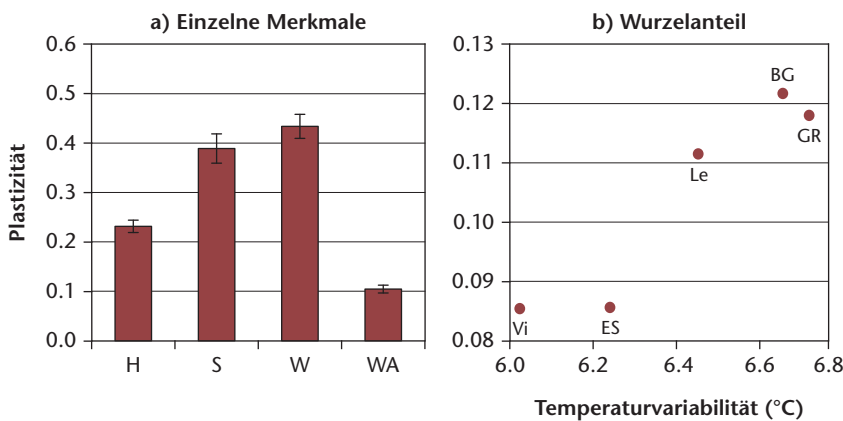 a) Einzelne Merkmale
0.6
0.5
0.4
0.3
0.2
0.1
0.0
Plastizität
H S W WA
b) Wurzelanteil
0.13
0.12
0.11
0.10
0.09
0.08
BG
GR
Le
Vi ES
6.0 6.2 6.4 6.6 6.8
Temperaturvariabilität (°C)